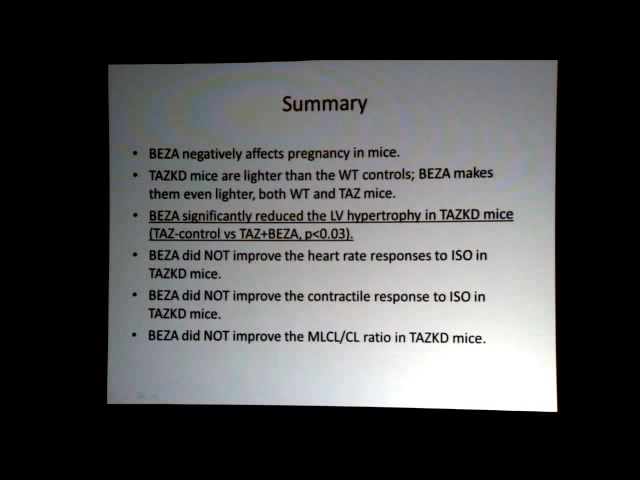 Summary
• BEZA negatively affects pregnancy in mice.
• TAZKD mice are lighter than the WT controls; BEZA makes
them even lighter, both WT and TAZ mice.
• BEZA significantly reduced the LV hypertrophy in TAZKD mice
(TAZ-control vs TAZ+BEZA, p<0.03).
• BEZA did NOT improve the heart rate responses to ISO in
TAZKD mice.
• BEZA did NOT improve the contractile response to ISO in
TAZKD mice.
• BEZA did NOT improve the MLCL/CL ratio in TAZKD mice.